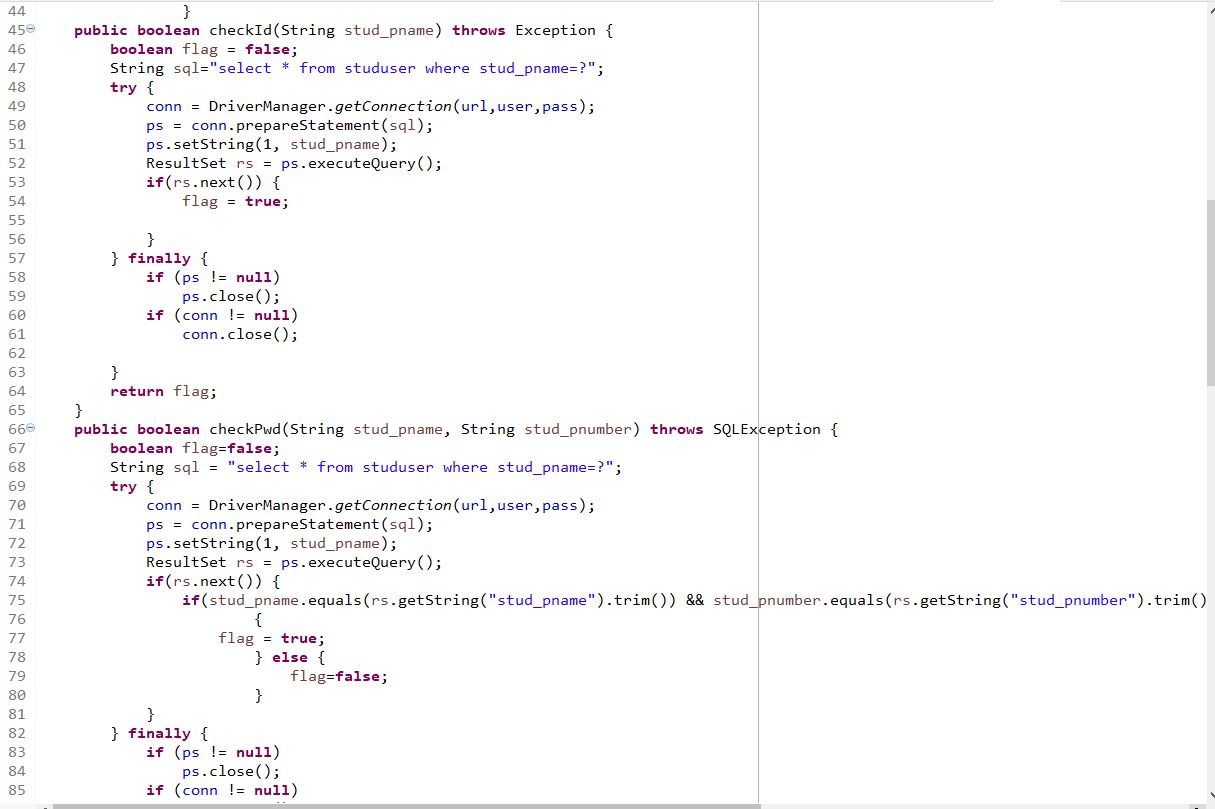 44                 }
45     public boolean checkId(String stud_pname) throws Exception {
46         boolean flag = false;
47         String sql="select * from studuser where stud_pname=?";
48         try {
49             conn = DriverManager.getConnection(url,user,pass);
50             ps = conn.prepareStatement(sql);
51             ps.setString(1, stud_pname);
52             ResultSet rs = ps.executeQuery();
53             if(rs.next()) {
54                 flag = true;
55
56             }
57         } finally {
58             if (ps != null)
59                 ps.close();
60             if (conn != null)
61                 conn.close();
62
63         }
64         return flag;
65     }
66     public boolean checkPwd(String stud_pname, String stud_pnumber) throws SQLException {
67         boolean flag=false;
68         String sql = "select * from studuser where stud_pname=?";
69         try {
70             conn = DriverManager.getConnection(url,user,pass);
71             ps = conn.prepareStatement(sql);
72             ps.setString(1, stud_pname);
73             ResultSet rs = ps.executeQuery();
74             if(rs.next()) {
75                 if(stud_pname.equals(rs.getString("stud_pname").trim()) && stud_pnumber.equals(rs.getString("stud_pnumber").trim()
76                         {
77                     flag = true;
78                         } else {
79                             flag=false;
80                         }
81             }
82         } finally {
83             if (ps != null)
84                 ps.close();
85             if (conn != null)